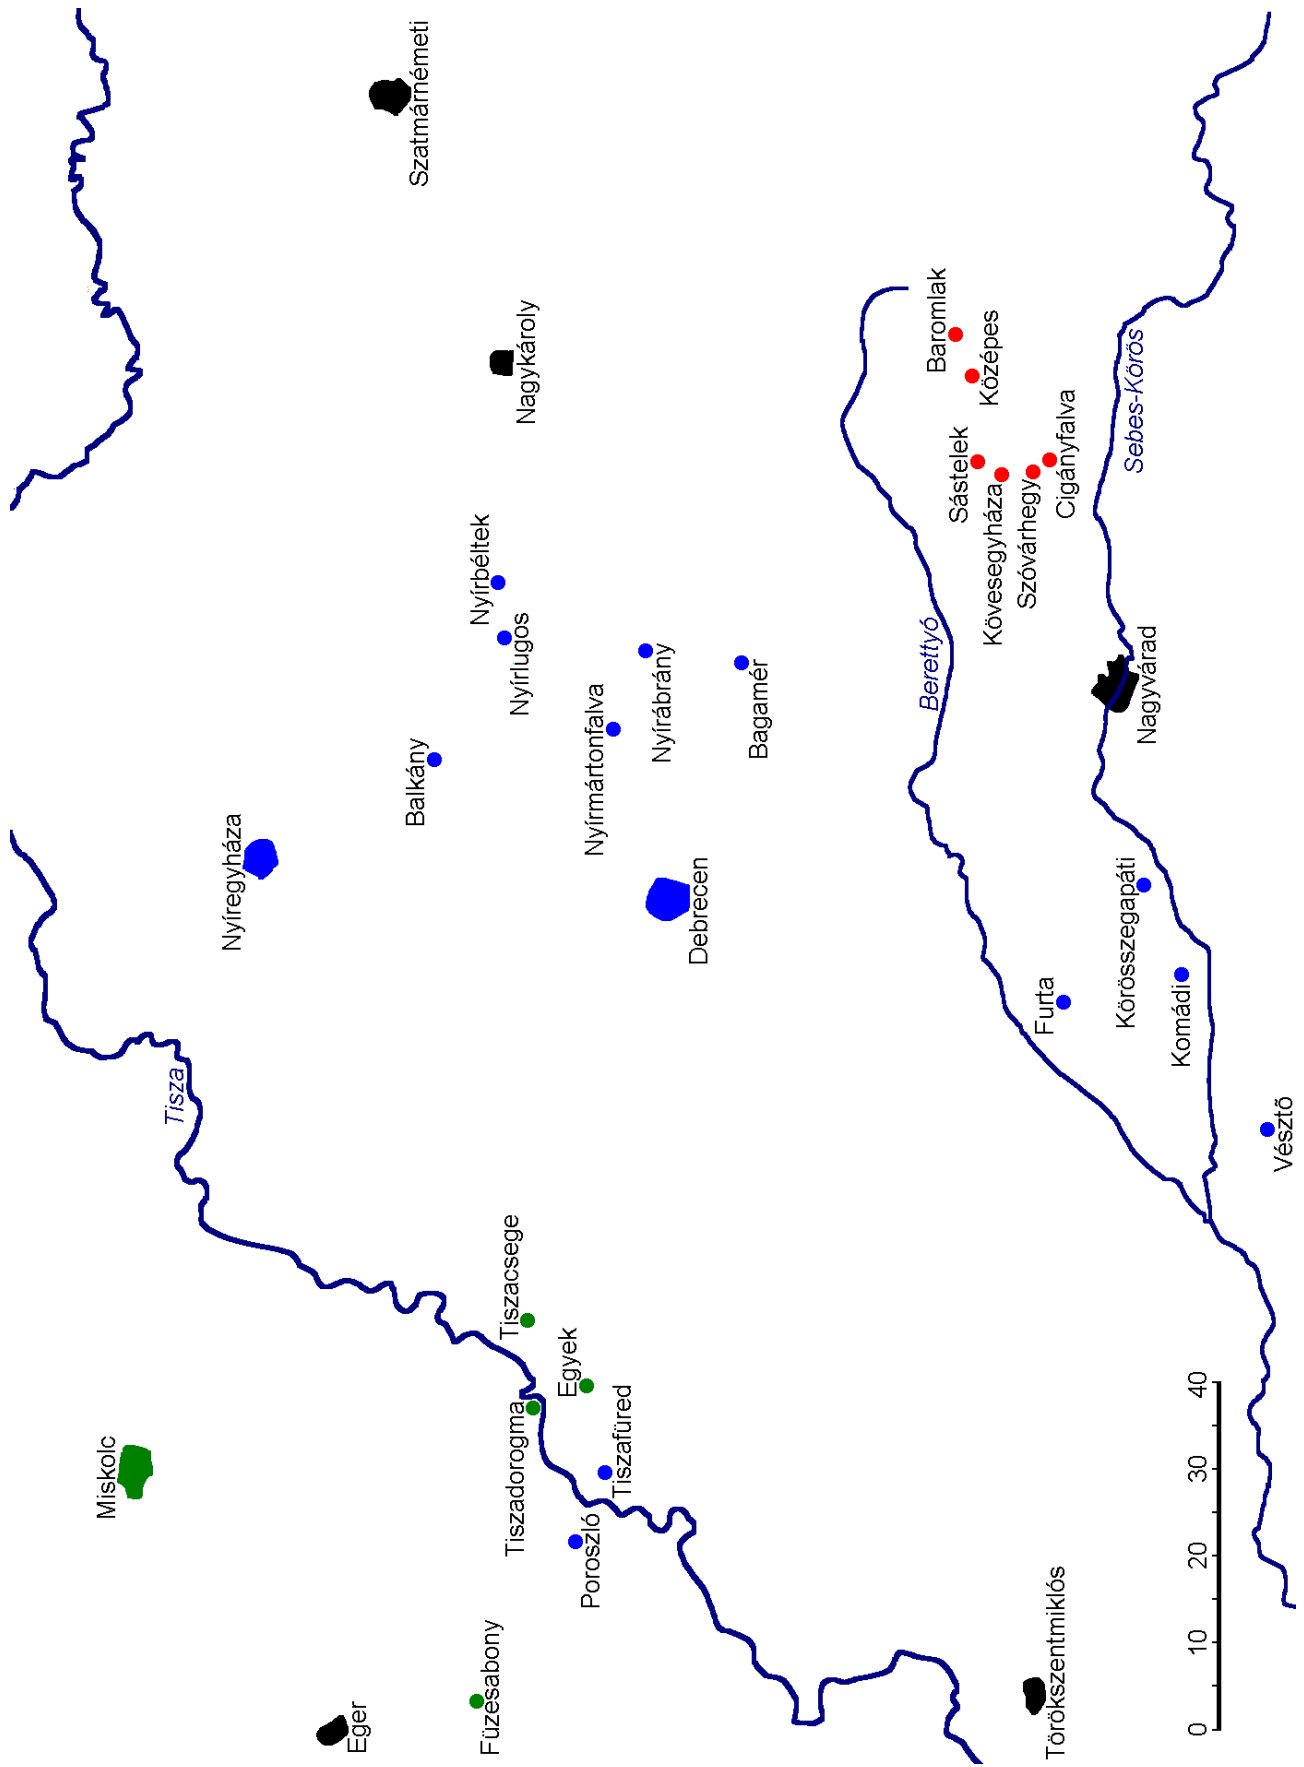 Miskolc
Eger
Füzesabony
Tiszadorogma
Tiszacsege
Egyek
Tiszafüred
Poroszló
Törökszentmiklós
Tisza
Nyíregyháza
Balkány
Nyírbéltek
Nyírlugos
Nyírmártonfalva
Nyírábrány
Debrecen
Bagamér
Szatmárnémeti
Nagykároly
Berettyó
Baromlak
Középes
Sástelek
Kövesegyháza
Szóvárhegy
Cigányfalva
Sebes-Körös
Nagyvárad
Furta
Körösszegapáti
Komádi
Vésztő
0 10 20 30 40